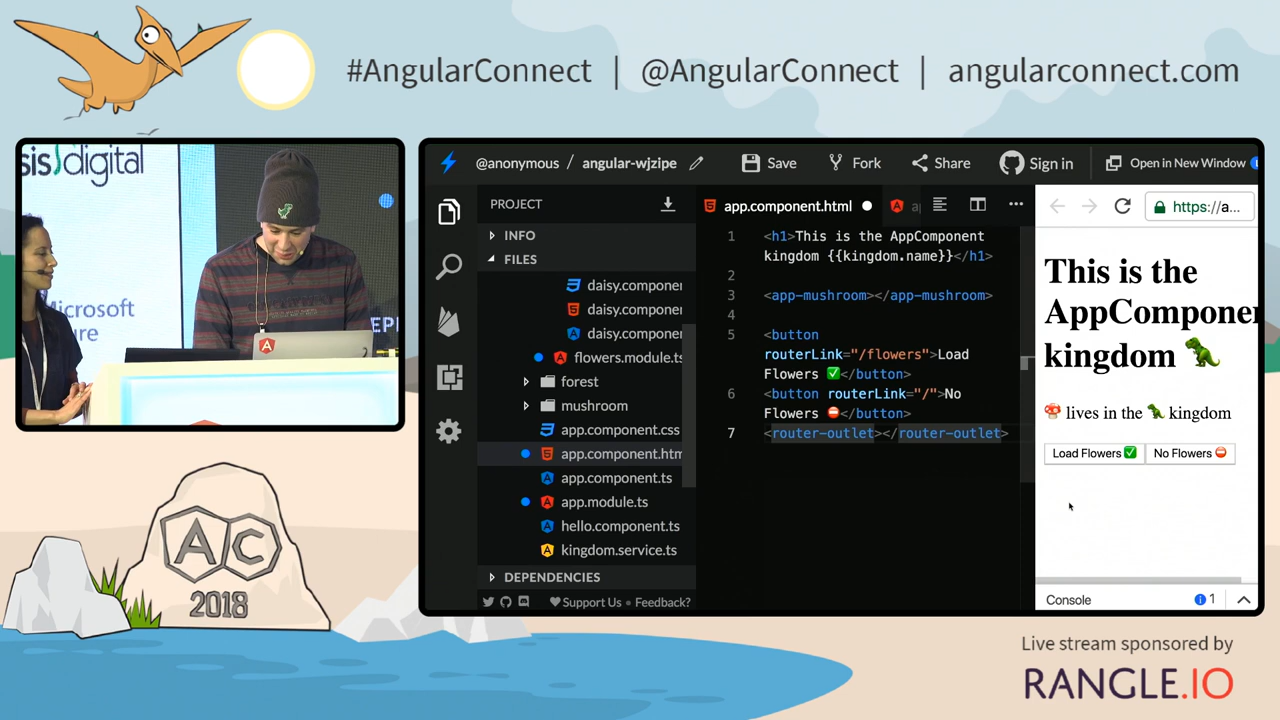 #AngularConnect | @AngularConnect | angularconnect.com
sis digital
Microsoft
ure
EP
@anonymous / angular-wjzipe
Save
Fork
Share
Sign in
Open in New Window
PROJECT
INFO
FILES
daisy.componen
daisy.componen
daisy.componen
flowers.module.ts
forest
mushroom
app.component.css
app.component.htm
app.component.ts
app.module.ts
hello.component.ts
kingdom.service.ts
DEPENDENCIES
Support Us • Feedback?
app.component.html
1 <h1>This is the AppComponent
kingdom {{kingdom.name}}</h1>
2
3 <app-mushroom></app-mushroom>
4
5 <button
routerLink="/flowers">Load
Flowers ✅</button>
6 <button routerLink="/">No
Flowers ⛔</button>
7 <router-outlet></router-outlet>
https://a...
This is the
AppComponen
kingdom 🦖
🍄 lives in the 🦖 kingdom
Load Flowers ✅
No Flowers ⛔
Console
1
AC
2018
Live stream sponsored by
RANGLE.IO